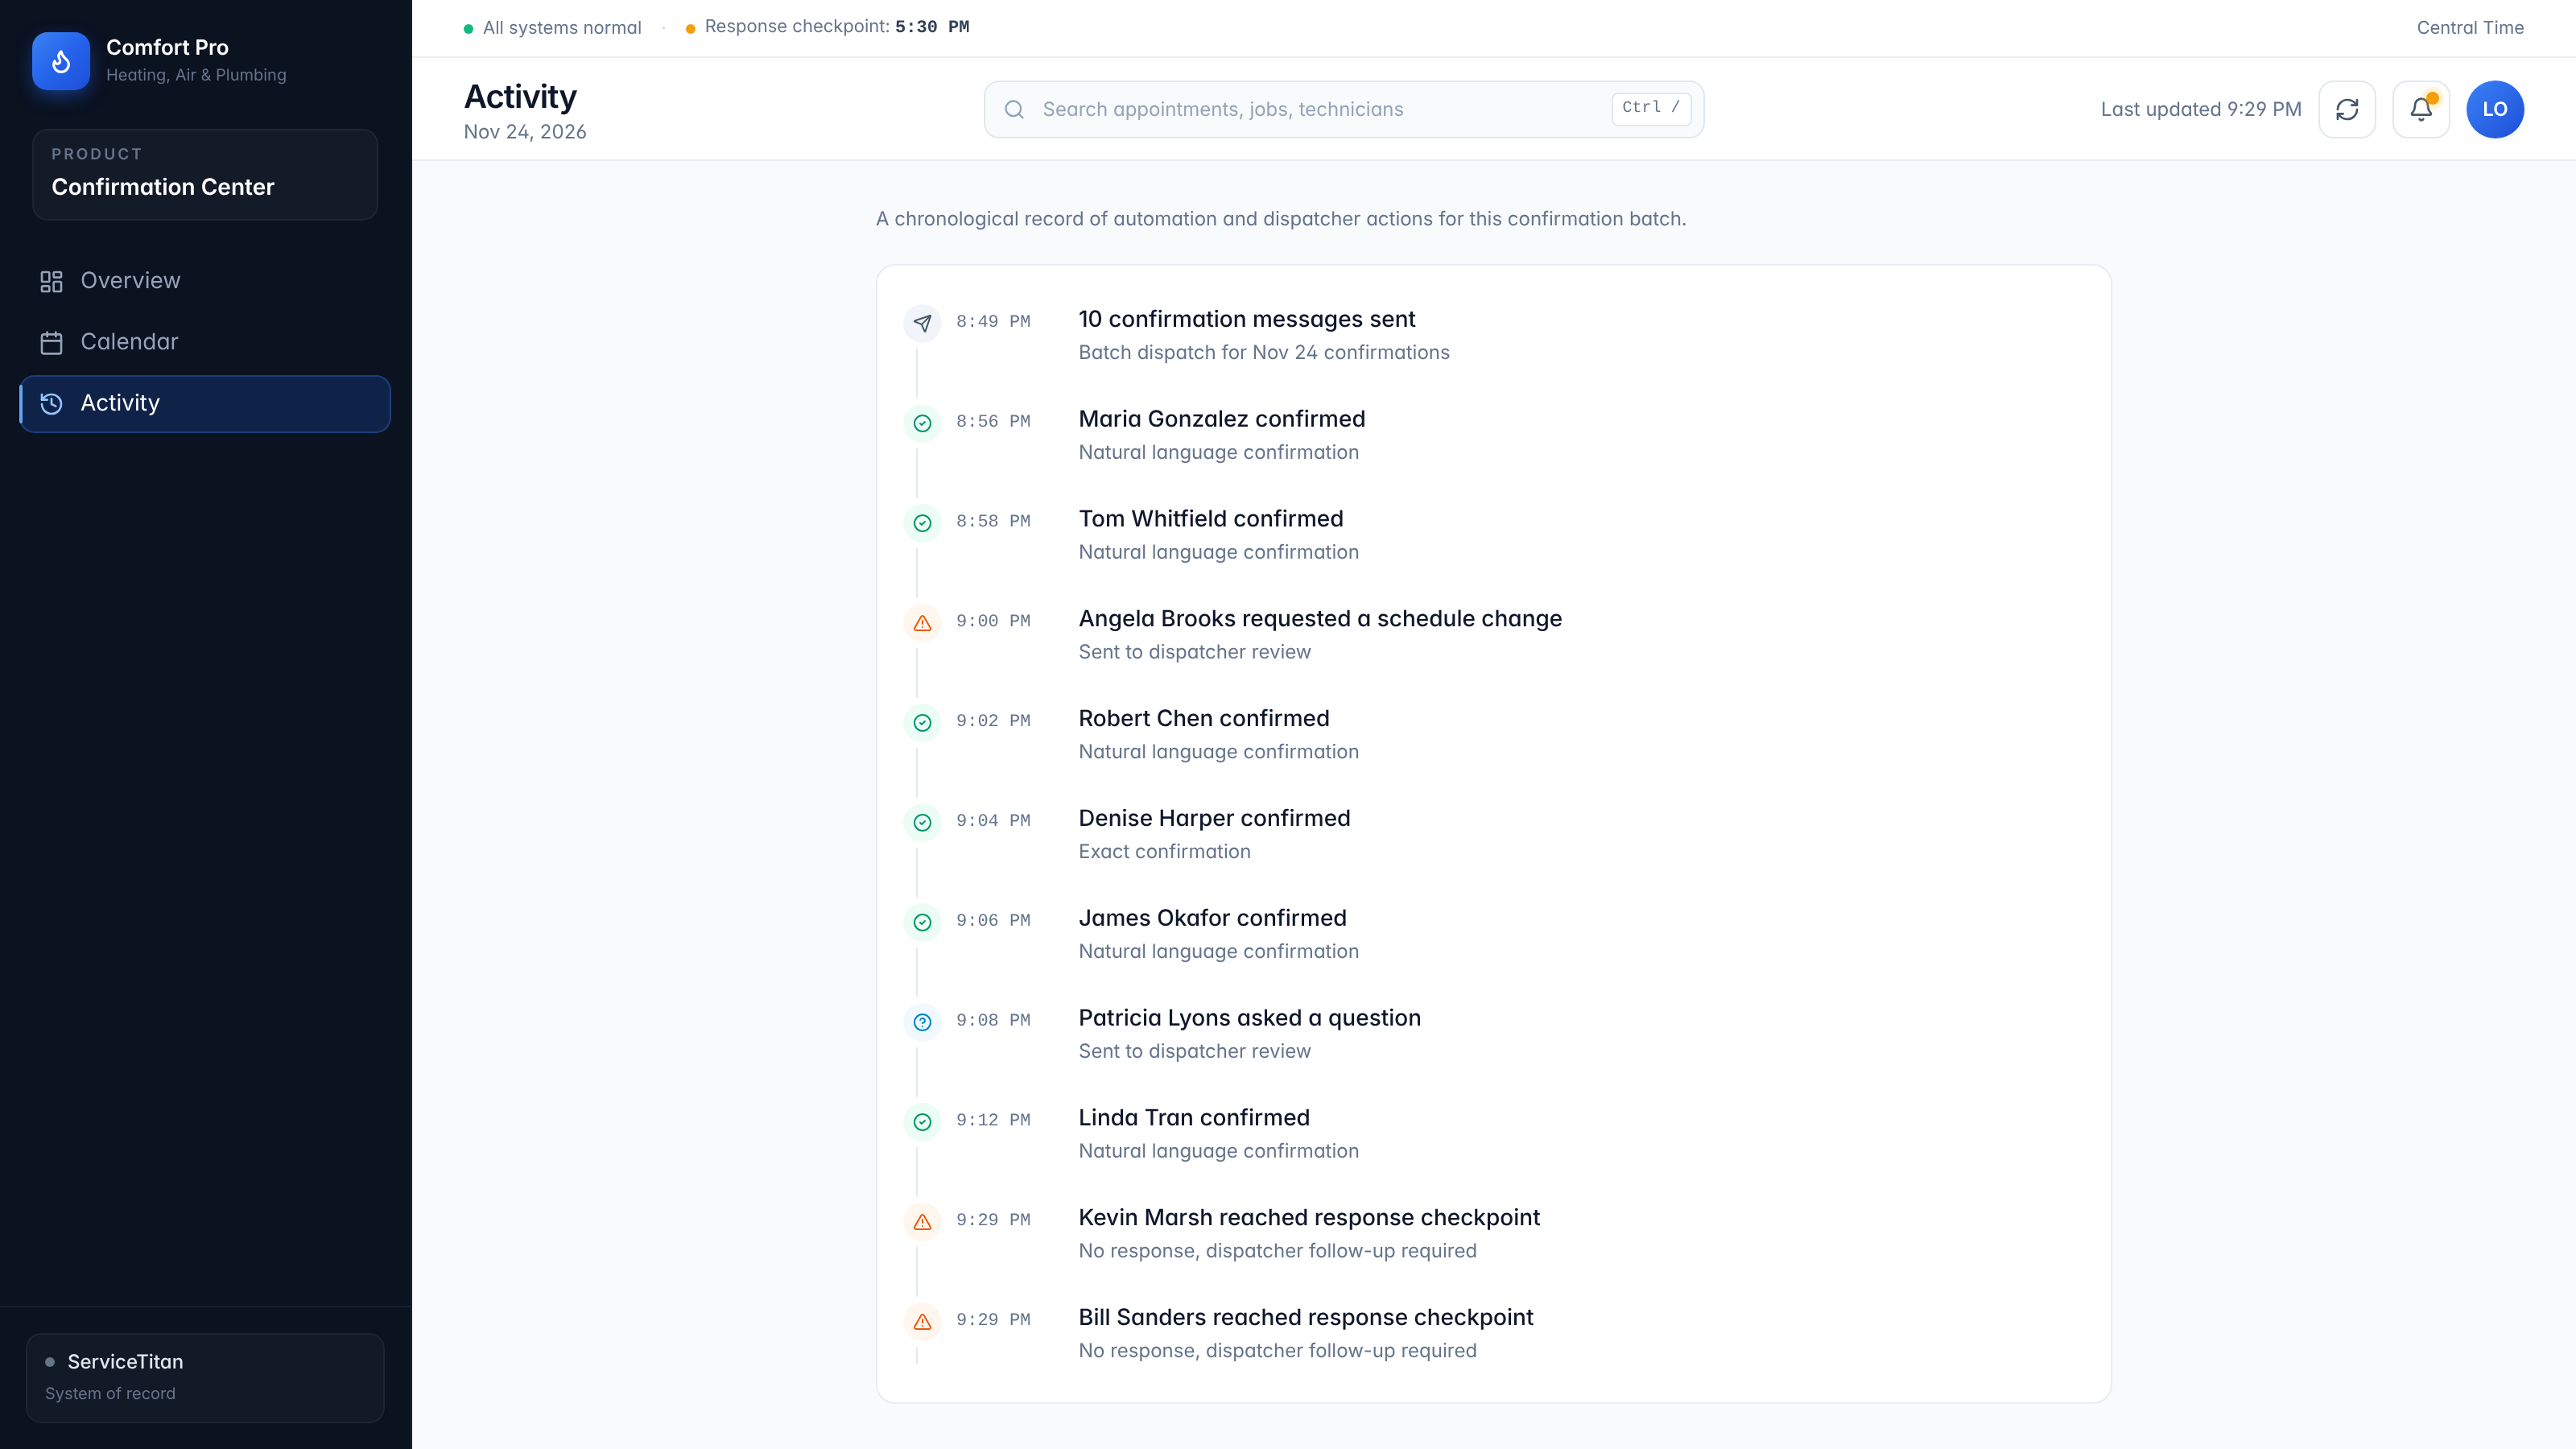 Comfort Pro
Heating, Air & Plumbing
PRODUCT
Confirmation Center
Overview
Calendar
Activity
ServiceTitan
System of record
All systems normal · Response checkpoint: 5:30 PM
Central Time
Activity
Nov 24, 2026
Search appointments, jobs, technicians
Ctrl /
Last updated 9:29 PM
LO
A chronological record of automation and dispatcher actions for this confirmation batch.
8:49 PM
10 confirmation messages sent
Batch dispatch for Nov 24 confirmations
8:56 PM
Maria Gonzalez confirmed
Natural language confirmation
8:58 PM
Tom Whitfield confirmed
Natural language confirmation
9:00 PM
Angela Brooks requested a schedule change
Sent to dispatcher review
9:02 PM
Robert Chen confirmed
Natural language confirmation
9:04 PM
Denise Harper confirmed
Exact confirmation
9:06 PM
James Okafor confirmed
Natural language confirmation
9:08 PM
Patricia Lyons asked a question
Sent to dispatcher review
9:12 PM
Linda Tran confirmed
Natural language confirmation
9:29 PM
Kevin Marsh reached response checkpoint
No response, dispatcher follow-up required
9:29 PM
Bill Sanders reached response checkpoint
No response, dispatcher follow-up required